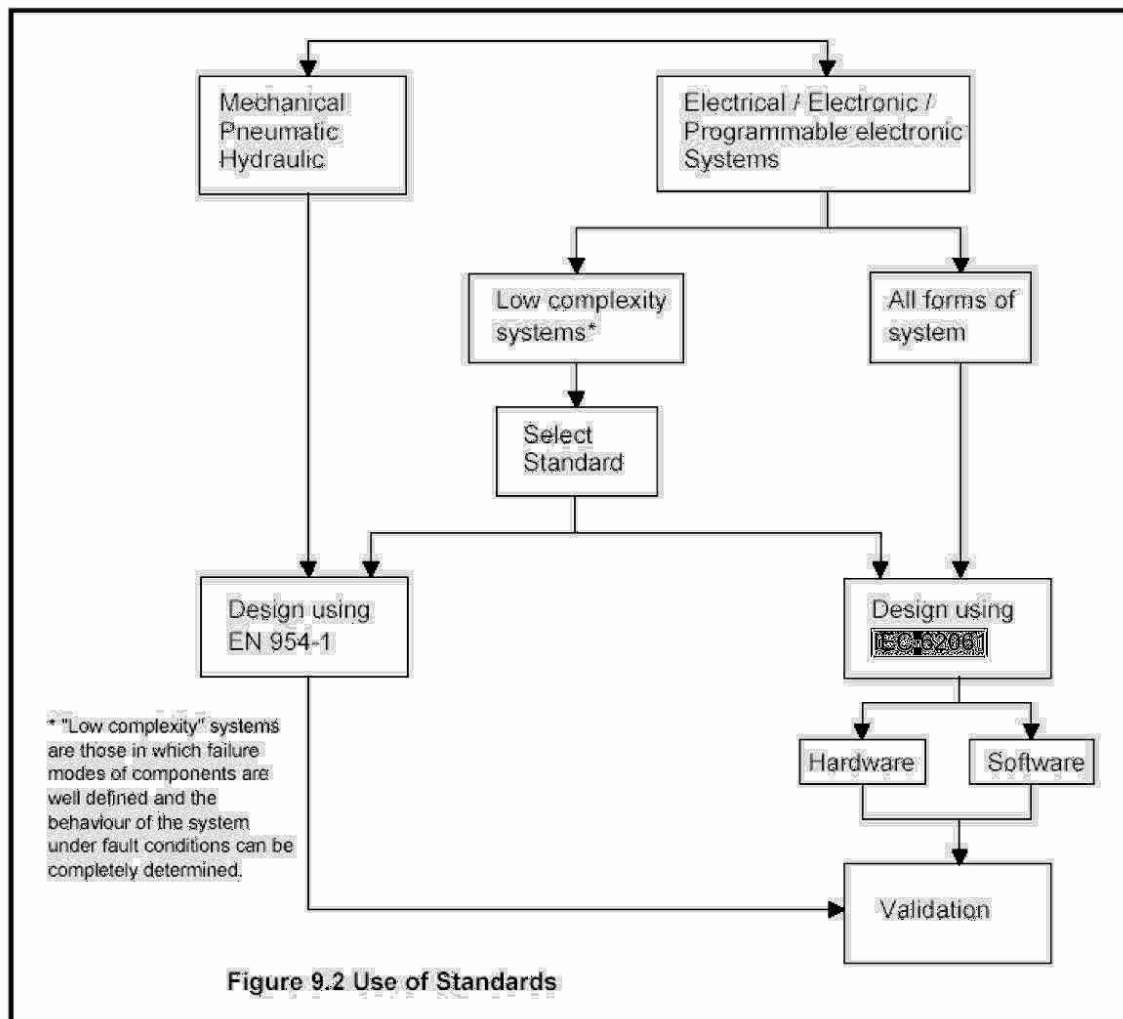 Mechanical
Pneumatic
Hydraulic
Electrical / Electronic /
Programmable electronic
Systems
Low complexity
systems*
All forms of
system
Select
Standard
Design using
EN 954-1
Design using
IEC 62061
* "Low complexity" systems
are those in which failure
modes of components are
well defined and the
behaviour of the system
under fault conditions can be
completely determined.
Hardware
Software
Validation
Figure 9.2 Use of Standards